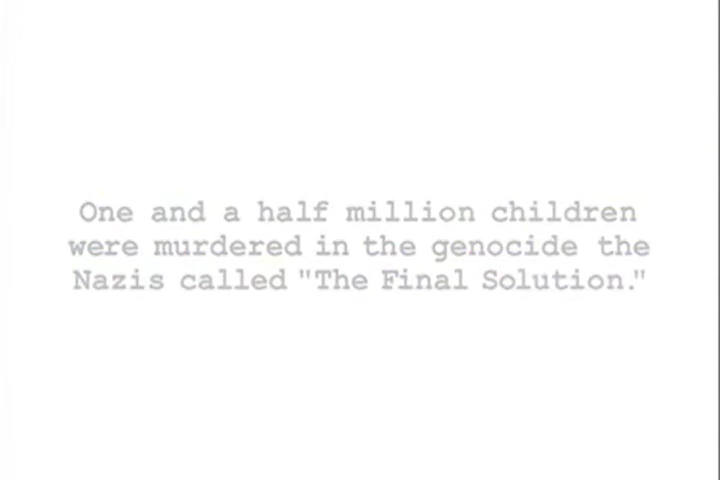 One and a half million children
were murdered in the genocide the
Nazis called "The Final Solution."